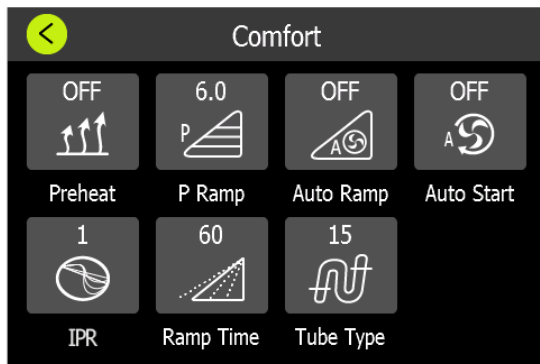 Comfort
OFF 6.0 OFF OFF
P A A
Preheat P Ramp Auto Ramp Auto Start
1 60 15
IPR Ramp Time Tube Type